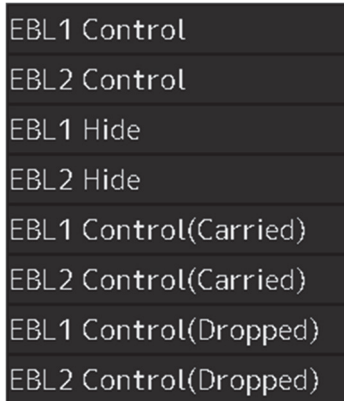 EBL1 Control
EBL2 Control
EBL1 Hide
EBL2 Hide
EBL1 Control(Carried)
EBL2 Control(Carried)
EBL1 Control(Dropped)
EBL2 Control(Dropped)